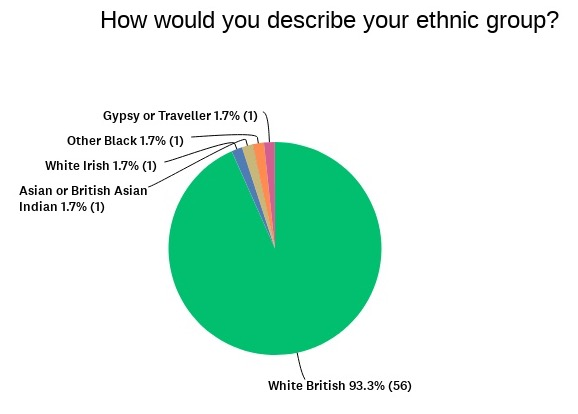 How would you describe your ethnic group?
Gypsy or Traveller 1.7% (1)
Other Black 1.7% (1)
White Irish 1.7% (1)
Asian or British Asian
Indian 1.7% (1)
White British 93.3% (56)